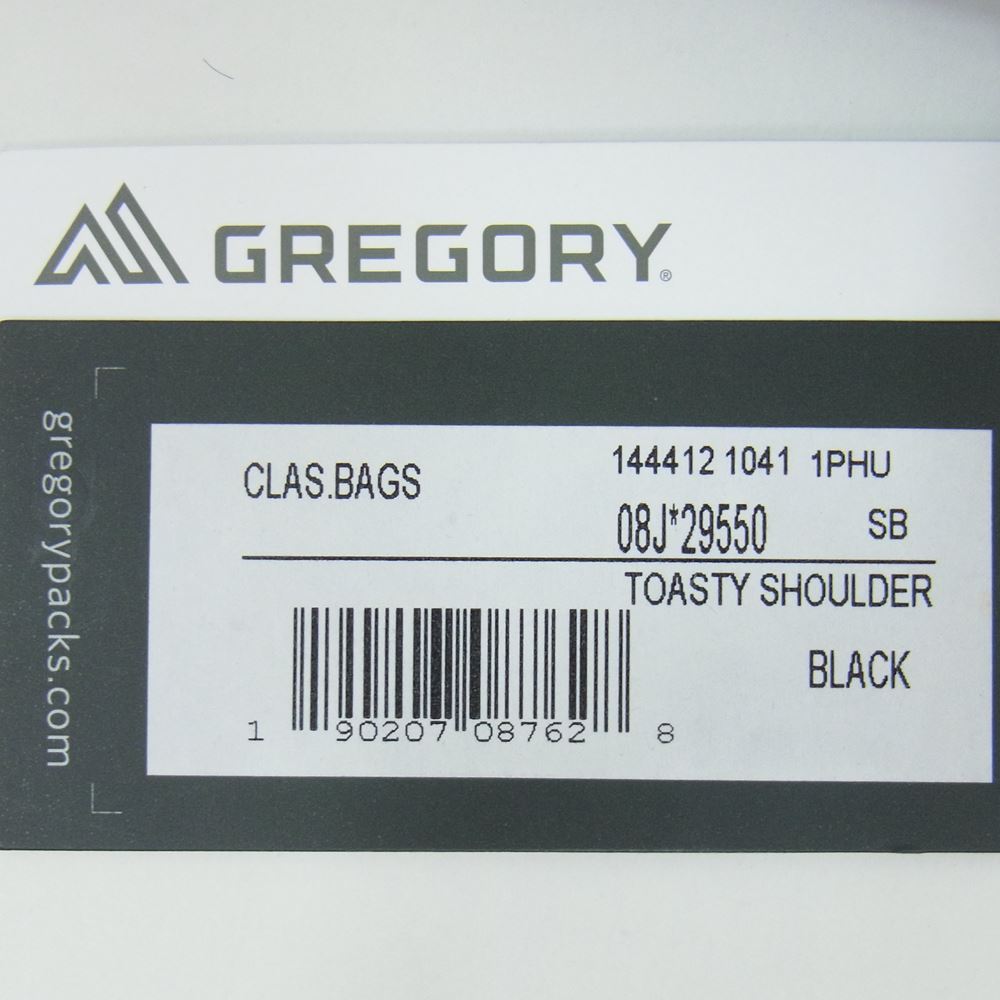 GREGORY®
gregorypacks.com
CLAS.BAGS
144412 1041 1PHU
08J*29550 SB
TOASTY SHOULDER
BLACK
1 90207 08762 8